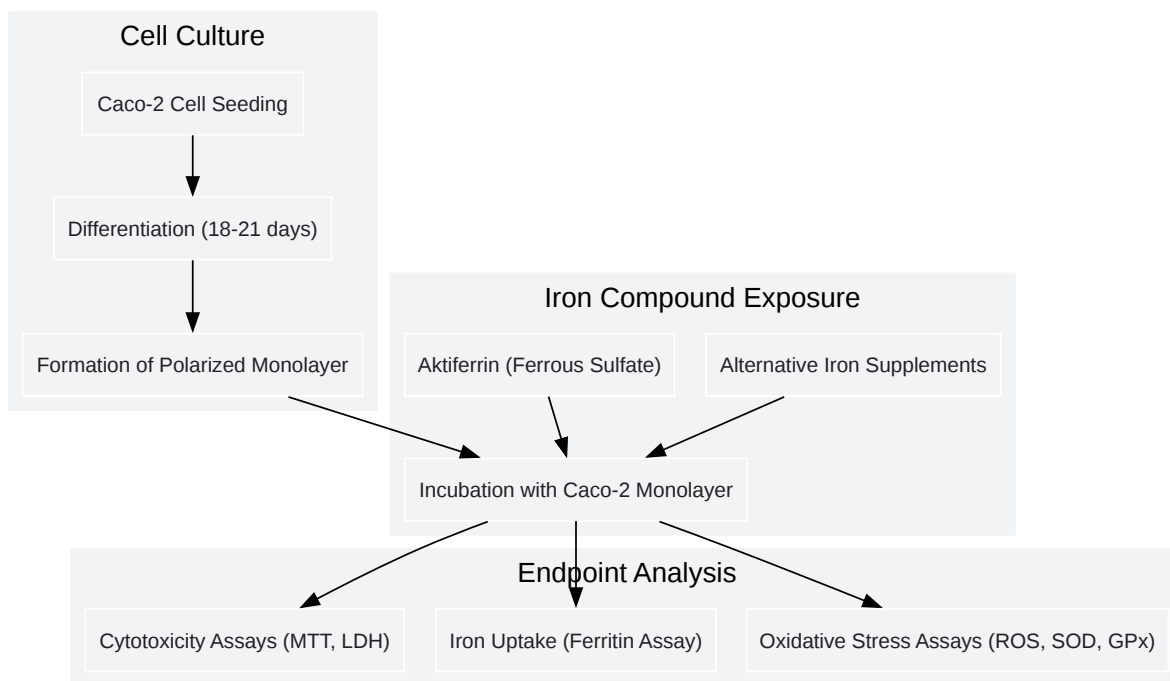 Cell Culture
Caco-2 Cell Seeding
Differentiation (18-21 days)
Formation of Polarized Monolayer
Iron Compound Exposure
Aktiferrin (Ferrous Sulfate)
Alternative Iron Supplements
Incubation with Caco-2 Monolayer
Endpoint Analysis
Cytotoxicity Assays (MTT, LDH)
Iron Uptake (Ferritin Assay)
Oxidative Stress Assays (ROS, SOD, GPx)